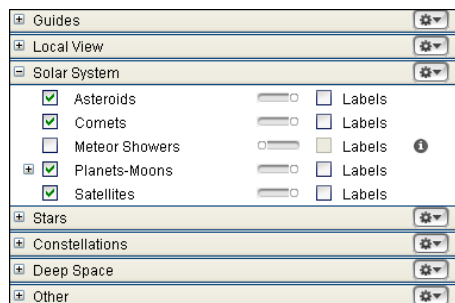 Guides
Local View
Solar System
Asteroids Labels
Comets Labels
Meteor Showers Labels
Planets-Moons Labels
Satellites Labels
Stars
Constellations
Deep Space
Other